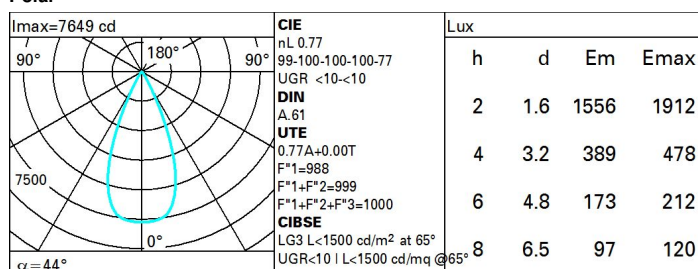 Imax=7649 cd
90° 180° 90°
7500
0°
α=44°
CIE
nL 0.77
99-100-100-100-77
UGR <10-<10
DIN
A.61
UTE
0.77A+0.00T
F"1=988
F"1+F"2=999
F"1+F"2+F"3=1000
CIBSE
LG3 L<1500 cd/m² at 65°
UGR<10 | L<1500 cd/mq @65°
Lux
h d Em Emax
2 1.6 1556 1912
4 3.2 389 478
6 4.8 173 212
8 6.5 97 120